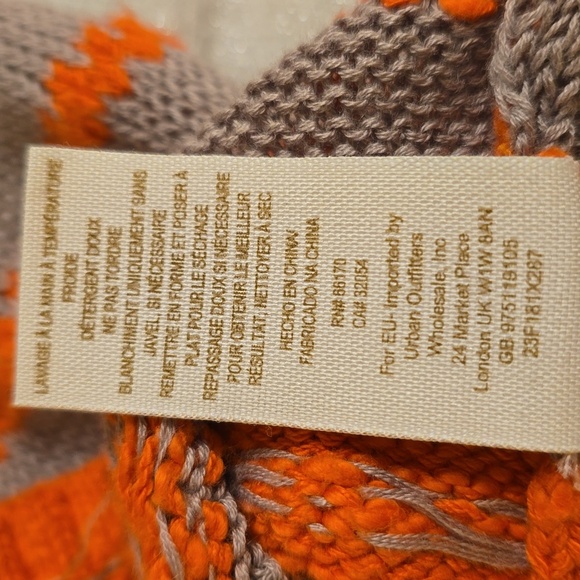 LAVAGE À LA MAIN À TEMPÉRATURE
FROIDE
DÉTERGENT DOUX
NE PAS TORDRE
BLANCHIMENT UNIQUEMENT SANS
JAVEL SI NÉCESSAIRE
REMETTRE EN FORME ET POSER À
PLAT POUR LE SÉCHAGE
REPASSAGE DOUX SI NÉCESSAIRE
POUR OBTENIR LE MEILLEUR
RÉSULTAT: NETTOYER À SEC
HECHO EN CHINA/
FABRICADO NA CHINA
RN# 66170
CA# 32054
For EU- Imported by
Urban Outfitters
Wholesale, Inc
24 Market Place
London UK W1W 8AN
GB 975119105
23F181X287